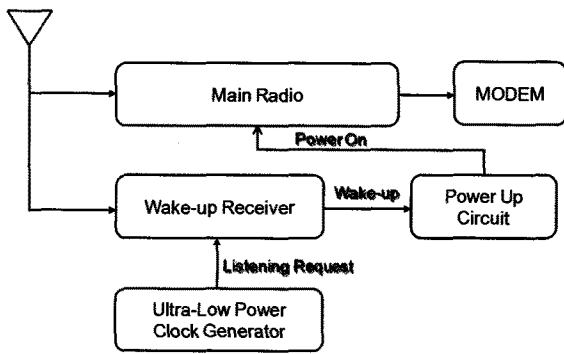 Main Radio
MODEM
Power On
Wake-up Receiver
Wake-up
Power Up
Circuit
Listening Request
Ultra-Low Power
Clock Generator